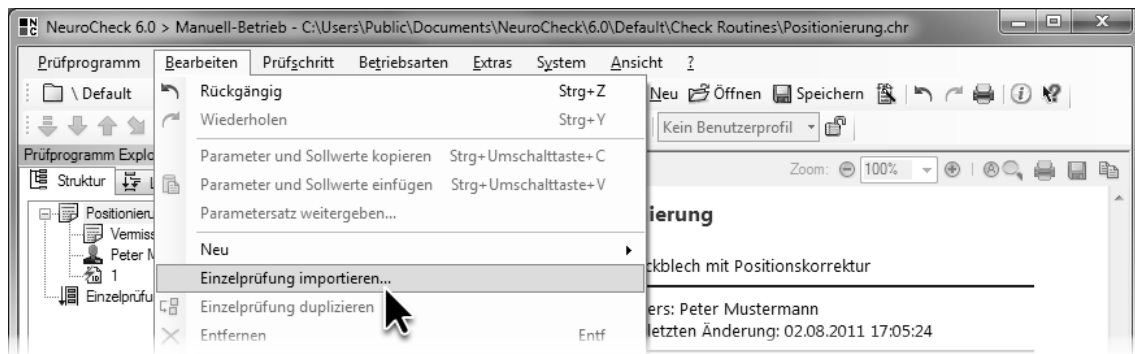 NeuroCheck 6.0 > Manuell-Betrieb - C:\Users\Public\Documents\NeuroCheck\6.0\Default\Check Routines\Positionierung.chr
Prüfprogramm Bearbeiten Prüfschritt Betriebsarten Extras System Ansicht ?
\ Default
Neu Öffnen Speichern
Kein Benutzerprofil
Rückgängig Strg+Z
Wiederholen Strg+Y
Parameter und Sollwerte kopieren Strg+Umschalttaste+C
Parameter und Sollwerte einfügen Strg+Umschalttaste+V
Parametersatz weitergeben...
Neu
Einzelprüfung importieren...
Einzelprüfung duplizieren
Entfernen Entf
Prüfprogramm Explo
Struktur L
Positionieru
Vermiss
Peter M
1
Einzelprüfu
Zoom: 100%
ierung
ckblech mit Positionskorrektur
ers: Peter Mustermann
letzten Änderung: 02.08.2011 17:05:24